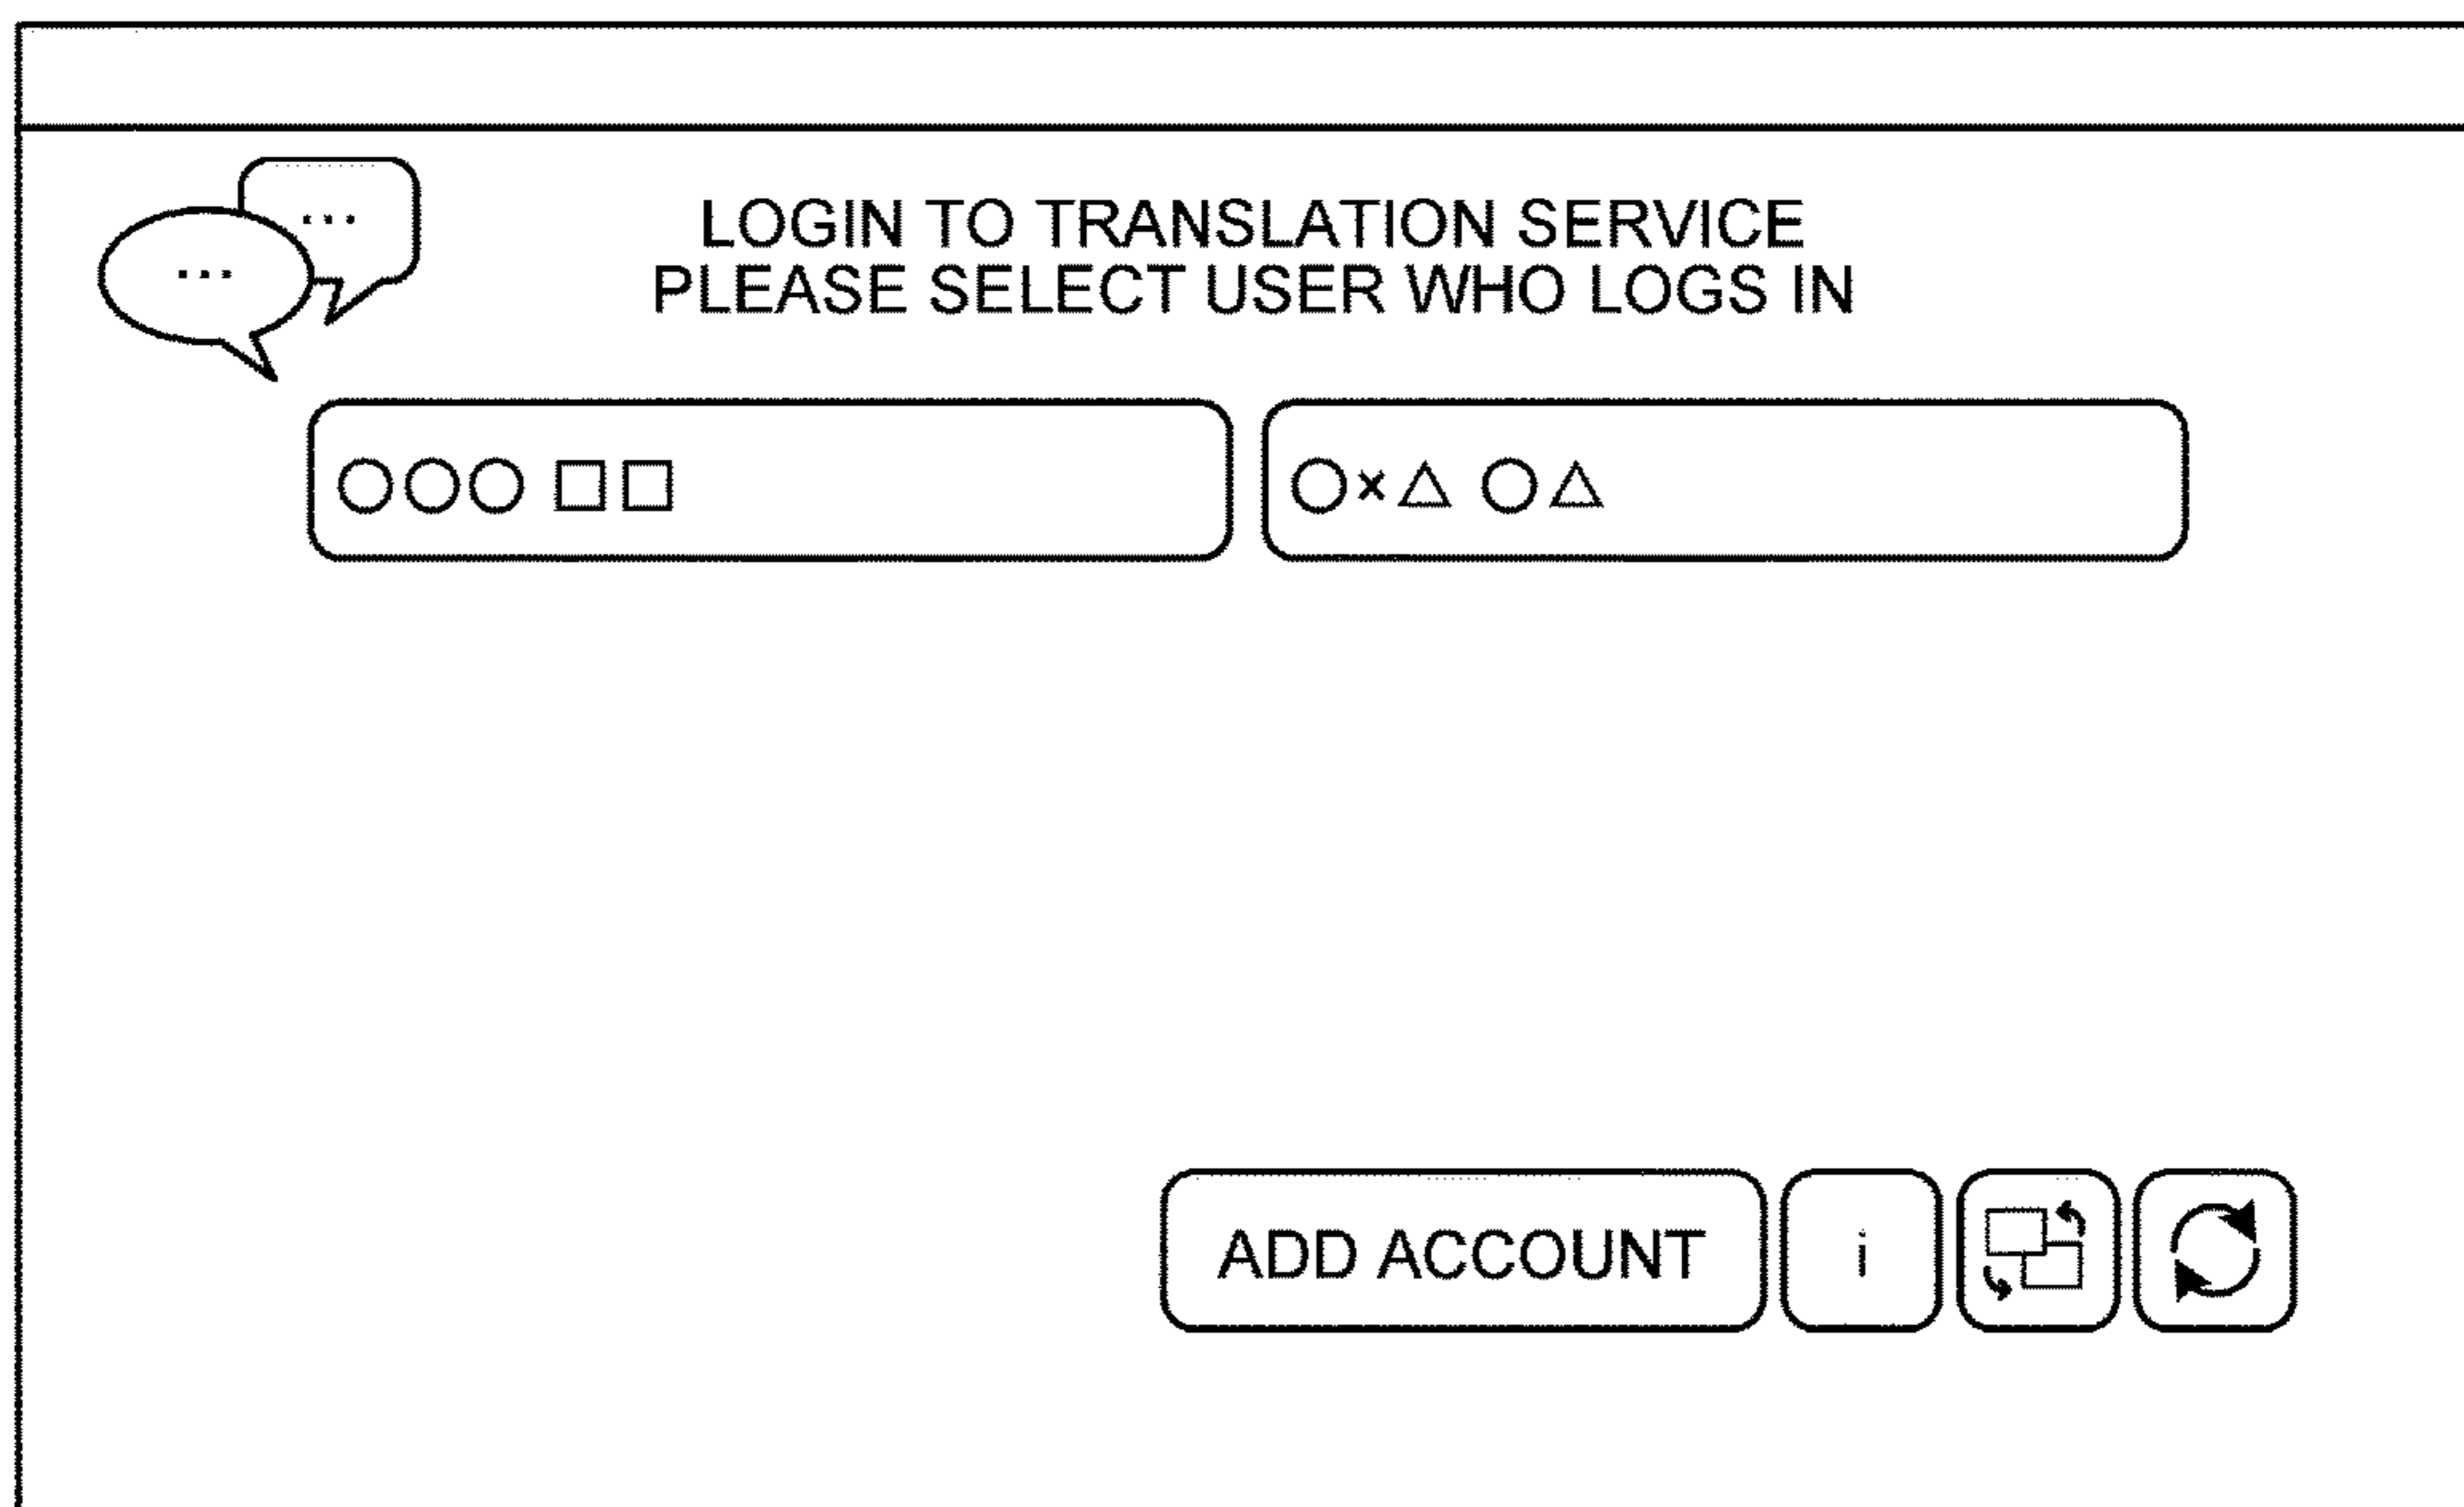 LOGIN TO TRANSLATION SERVICE
PLEASE SELECT USER WHO LOGS IN
○○○ □□
○×△ ○△
ADD ACCOUNT
i